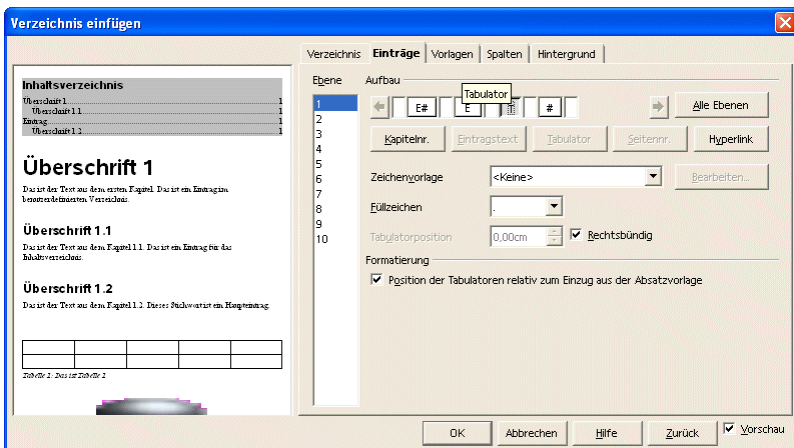 Verzeichnis einfügen
Verzeichnis Einträge Vorlagen Spalten Hintergrund
Inhaltsverzeichnis
Überschrift 1 1
Überschrift 1.1 1
Eintrag 1
Überschrift 1.2 1
Überschrift 1
Das ist der Text aus dem ersten Kapitel. Das ist ein Eintrag im
benutzerdefinierten Verzeichnis.
Überschrift 1.1
Das ist der Text aus dem Kapitel 1.1. Das ist ein Eintrag für das
Inhaltsverzeichnis.
Überschrift 1.2
Das ist der Text aus dem Kapitel 1.2. Dieses Stichwort ist ein Haupteintrag.
Tabelle 1: Das ist Tabelle 1
Ebene
1
2
3
4
5
6
7
8
9
10
Aufbau
Tabulator
E# E T # Alle Ebenen
Kapitelnr. Eintragstext Tabulator Seitennr. Hyperlink
Zeichenvorlage <Keine> Bearbeiten...
Füllzeichen .
Tabulatorposition 0,00cm Rechtsbündig
Formatierung
Position der Tabulatoren relativ zum Einzug aus der Absatzvorlage
OK Abbrechen Hilfe Zurück Vorschau